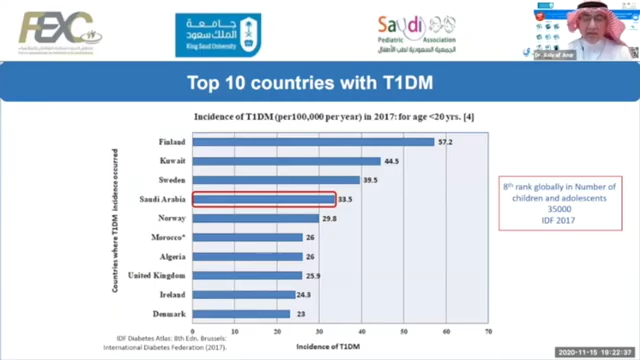 FEXC
جامعة
الملك سعود
King Saud University
Saudi
Pediatric Association
الجمعية السعودية لطب الأطفال
Top 10 countries with T1DM
Incidence of T1DM (per100,000 per year) in 2017: for age <20 yrs. [4]
Countries where T1DM incidence occurred
Finland 57.2
Kuwait 44.5
Sweden 39.5
Saudi Arabia 33.5
Norway 29.8
Morocco* 26
Algeria 26
United Kingdom 25.9
Ireland 24.3
Denmark 23
0 10 20 30 40 50 60 70
Incidence of T1DM
8th rank globally in Number of
children and adolescents
35000
IDF 2017
IDF Diabetes Atlas: 8th Edn. Brussels:
International Diabetes Federation (2017).
2020-11-15 19:22:37